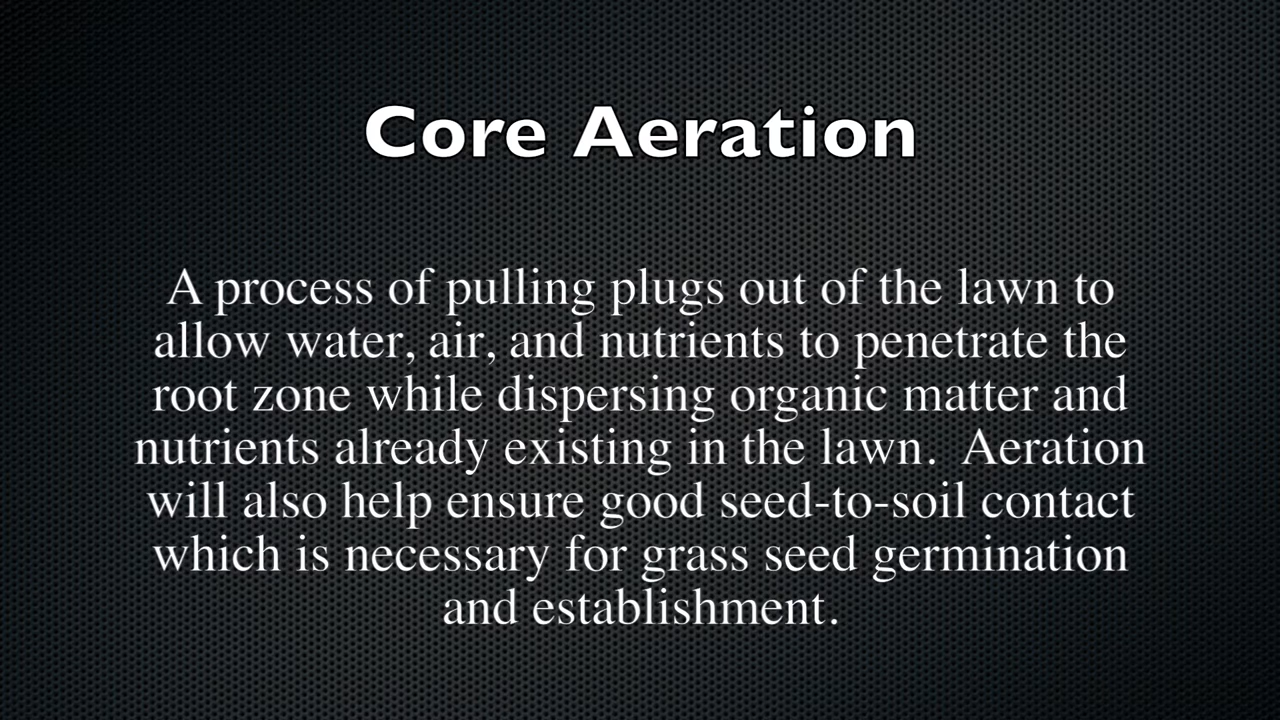 Core Aeration
A process of pulling plugs out of the lawn to
allow water, air, and nutrients to penetrate the
root zone while dispersing organic matter and
nutrients already existing in the lawn.  Aeration
will also help ensure good seed-to-soil contact
which is necessary for grass seed germination
and establishment.